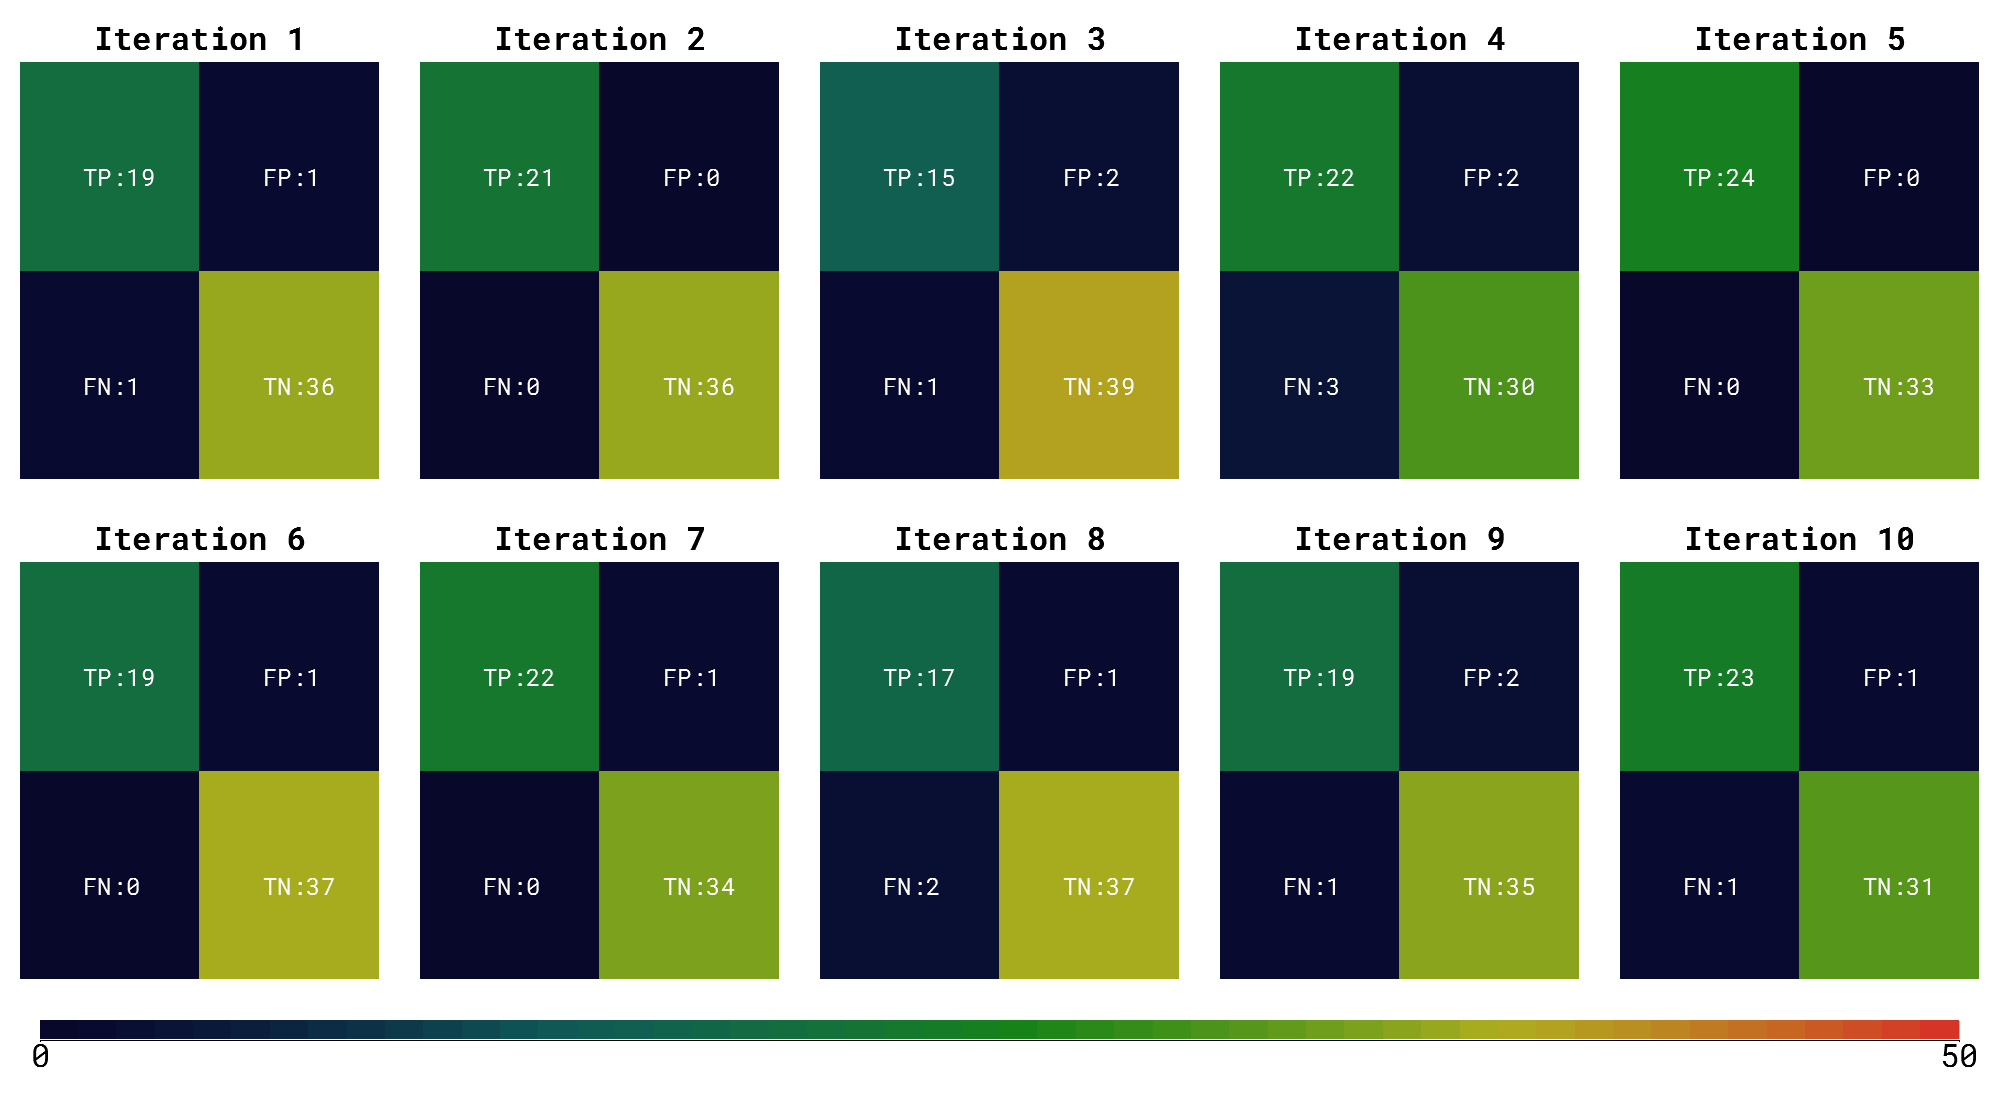 Iteration 1 Iteration 2 Iteration 3 Iteration 4 Iteration 5
TP:19 FP:1 TP:21 FP:0 TP:15 FP:2 TP:22 FP:2 TP:24 FP:0
FN:1 TN:36 FN:0 TN:36 FN:1 TN:39 FN:3 TN:30 FN:0 TN:33
Iteration 6 Iteration 7 Iteration 8 Iteration 9 Iteration 10
TP:19 FP:1 TP:22 FP:1 TP:17 FP:1 TP:19 FP:2 TP:23 FP:1
FN:0 TN:37 FN:0 TN:34 FN:2 TN:37 FN:1 TN:35 FN:1 TN:31
0 50